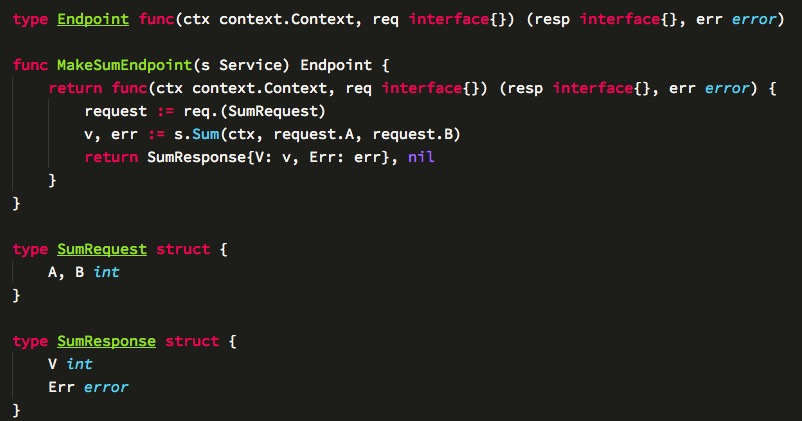 type Endpoint func(ctx context.Context, req interface{}) (resp interface{}, err error)
func MakeSumEndpoint(s Service) Endpoint {
    return func(ctx context.Context, req interface{}) (resp interface{}, err error) {
        request := req.(SumRequest)
        v, err := s.Sum(ctx, request.A, request.B)
        return SumResponse{V: v, Err: err}, nil
    }
}
type SumRequest struct {
    A, B int
}
type SumResponse struct {
    V int
    Err error
}